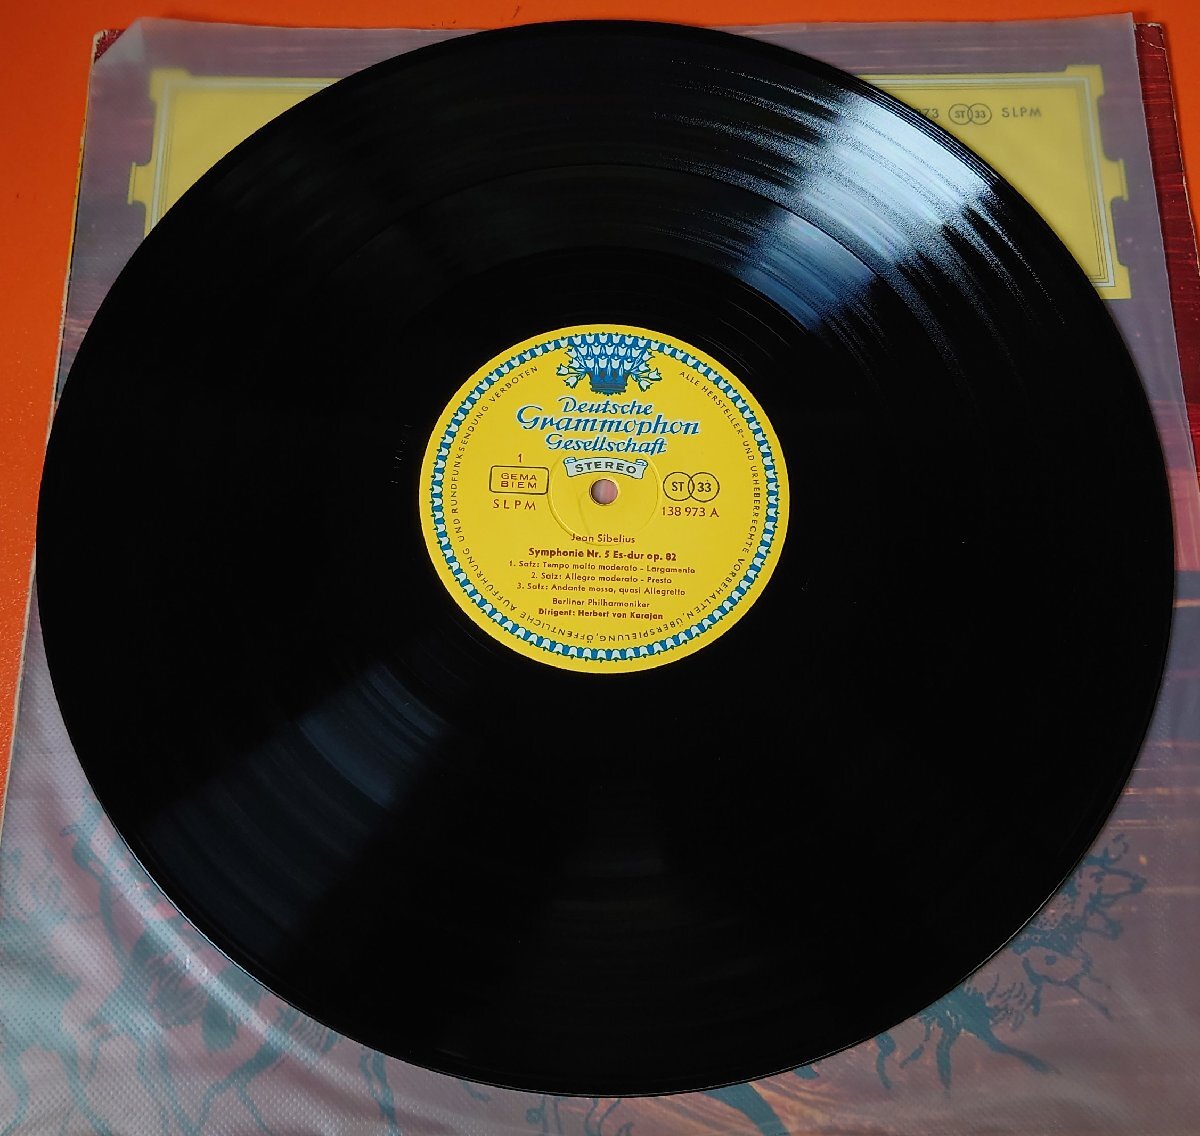 973 ST 33 SLPM
Deutsche
Grammophon
Gesellschaft
STEREO
1
GEMA
BIEM
SLPM
ST 33
138 973 A
Jean Sibelius
Symphonie Nr. 5 Es-dur op. 82
1. Satz: Tempo molto moderato - Largamente
2. Satz: Allegro moderato - Presto
3. Satz: Andante mosso, quasi Allegretto
Berliner Philharmoniker
Dirigent: Herbert von Karajan
ALLE HERSTELLER- UND URHEBERRECHTE VORBEHALTEN, ÜBERSPIELUNG, ÖFFENTLICHE AUFFÜHRUNG UND RUNDFUNKSENDUNG VERBOTEN